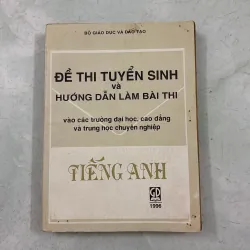 BỘ GIÁO DỤC VÀ ĐÀO TẠO
ĐỀ THI TUYỂN SINH
và
HƯỚNG DẪN LÀM BÀI THI
vào các trường đại học, cao đẳng
và trung học chuyên nghiệp
TIẾNG ANH
GD
1996